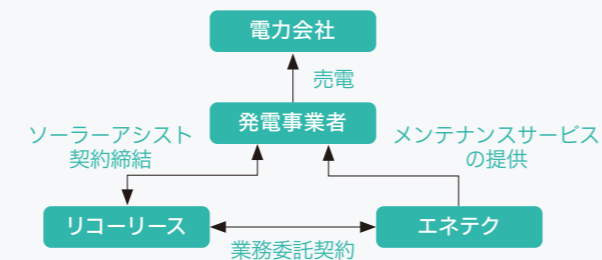 電力会社
売電
発電事業者
ソーラーアシスト
契約締結
メンテナンスサービス
の提供
リコーリース
エネテク
業務委託契約